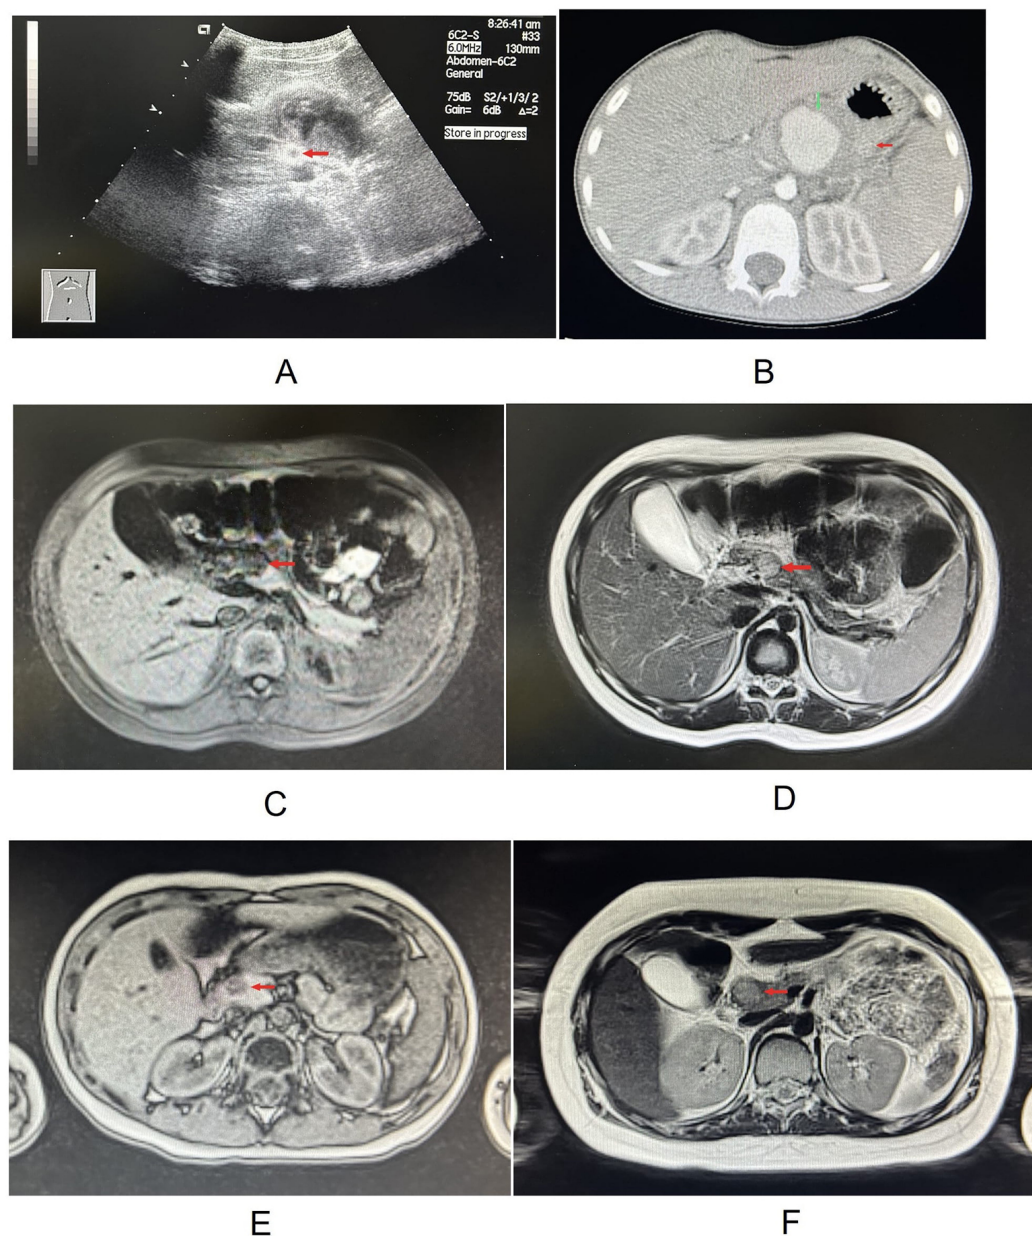 8:26:41 am
6C2-S #33
6.0MHz 130mm
Abdomen-6C2
General
75dB S2/+1/3/ 2
Gain= 6dB Δ=2
Store in progress
A
B
C
D
E
F